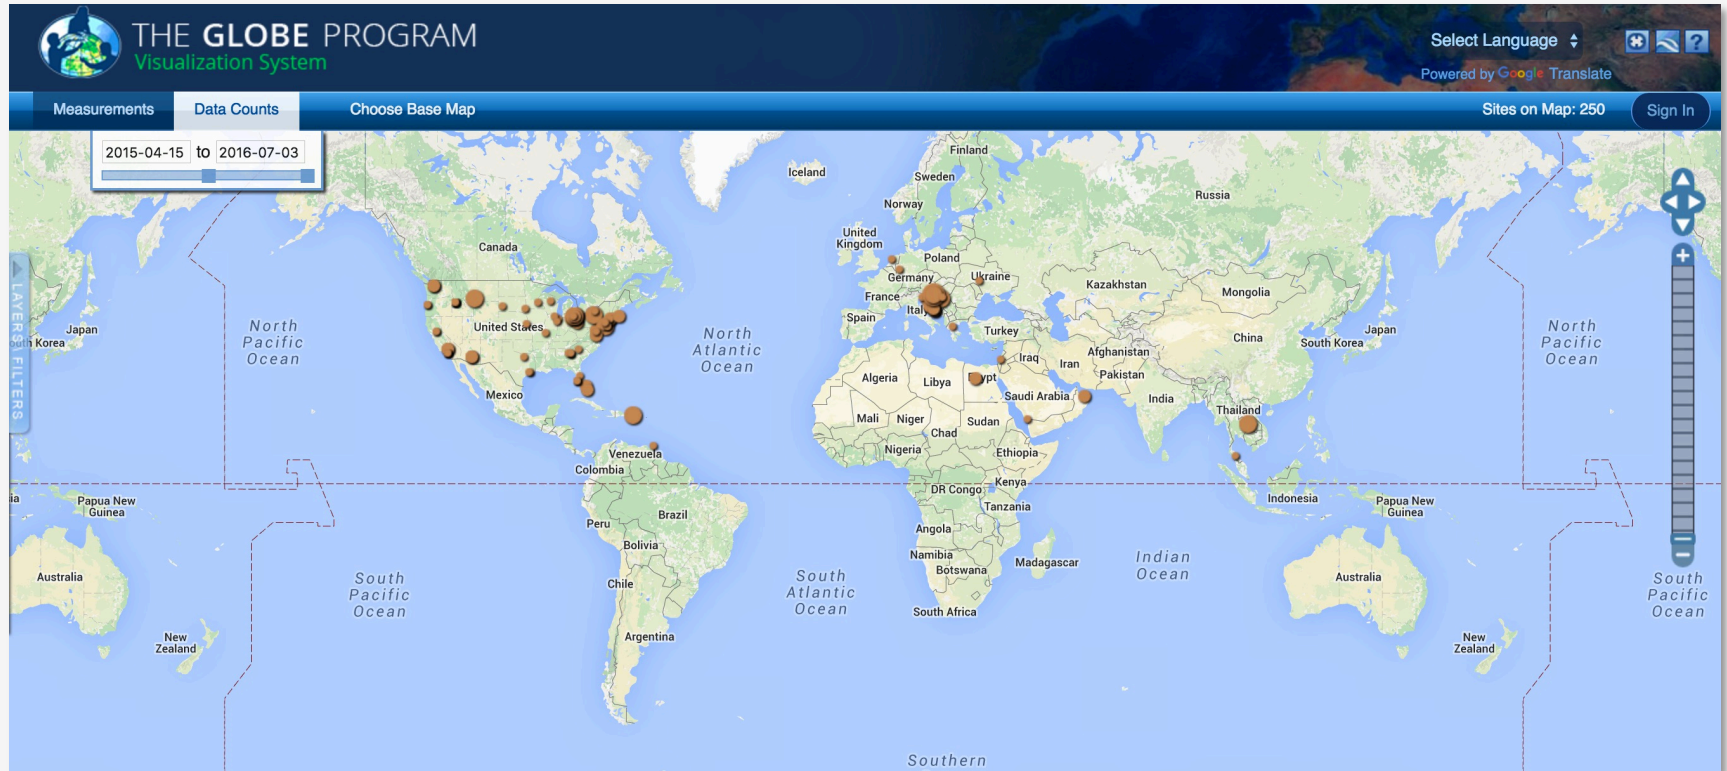 THE GLOBE PROGRAM
Visualization System
Select Language
Powered by Google Translate
Measurements
Data Counts
Choose Base Map
Sites on Map: 250
Sign In
2015-04-15 to 2016-07-03
LAYERS \ FILTERS
Finland
Iceland
Sweden
Russia
Norway
United
Kingdom
Canada
Poland
Germany
Ukraine
Kazakhstan
Mongolia
France
Italy
Spain
United States
Turkey
China
Japan
South Korea
Japan
Korea
North
Pacific
Ocean
North
Atlantic
Ocean
North
Pacific
Ocean
Iraq
Iran
Afghanistan
Pakistan
Algeria
Libya
Egypt
Saudi Arabia
India
Mexico
Mali
Niger
Sudan
Chad
Thailand
Nigeria
Ethiopia
Venezuela
Colombia
Kenya
DR Congo
Indonesia
Papua New
Guinea
Papua New
Guinea
Tanzania
Brazil
Peru
Angola
Bolivia
Namibia
Botswana
Madagascar
Indian
Ocean
Australia
Australia
Chile
South
Pacific
Ocean
South
Atlantic
Ocean
South
Pacific
Ocean
South Africa
Argentina
New
Zealand
New
Zealand
Southern